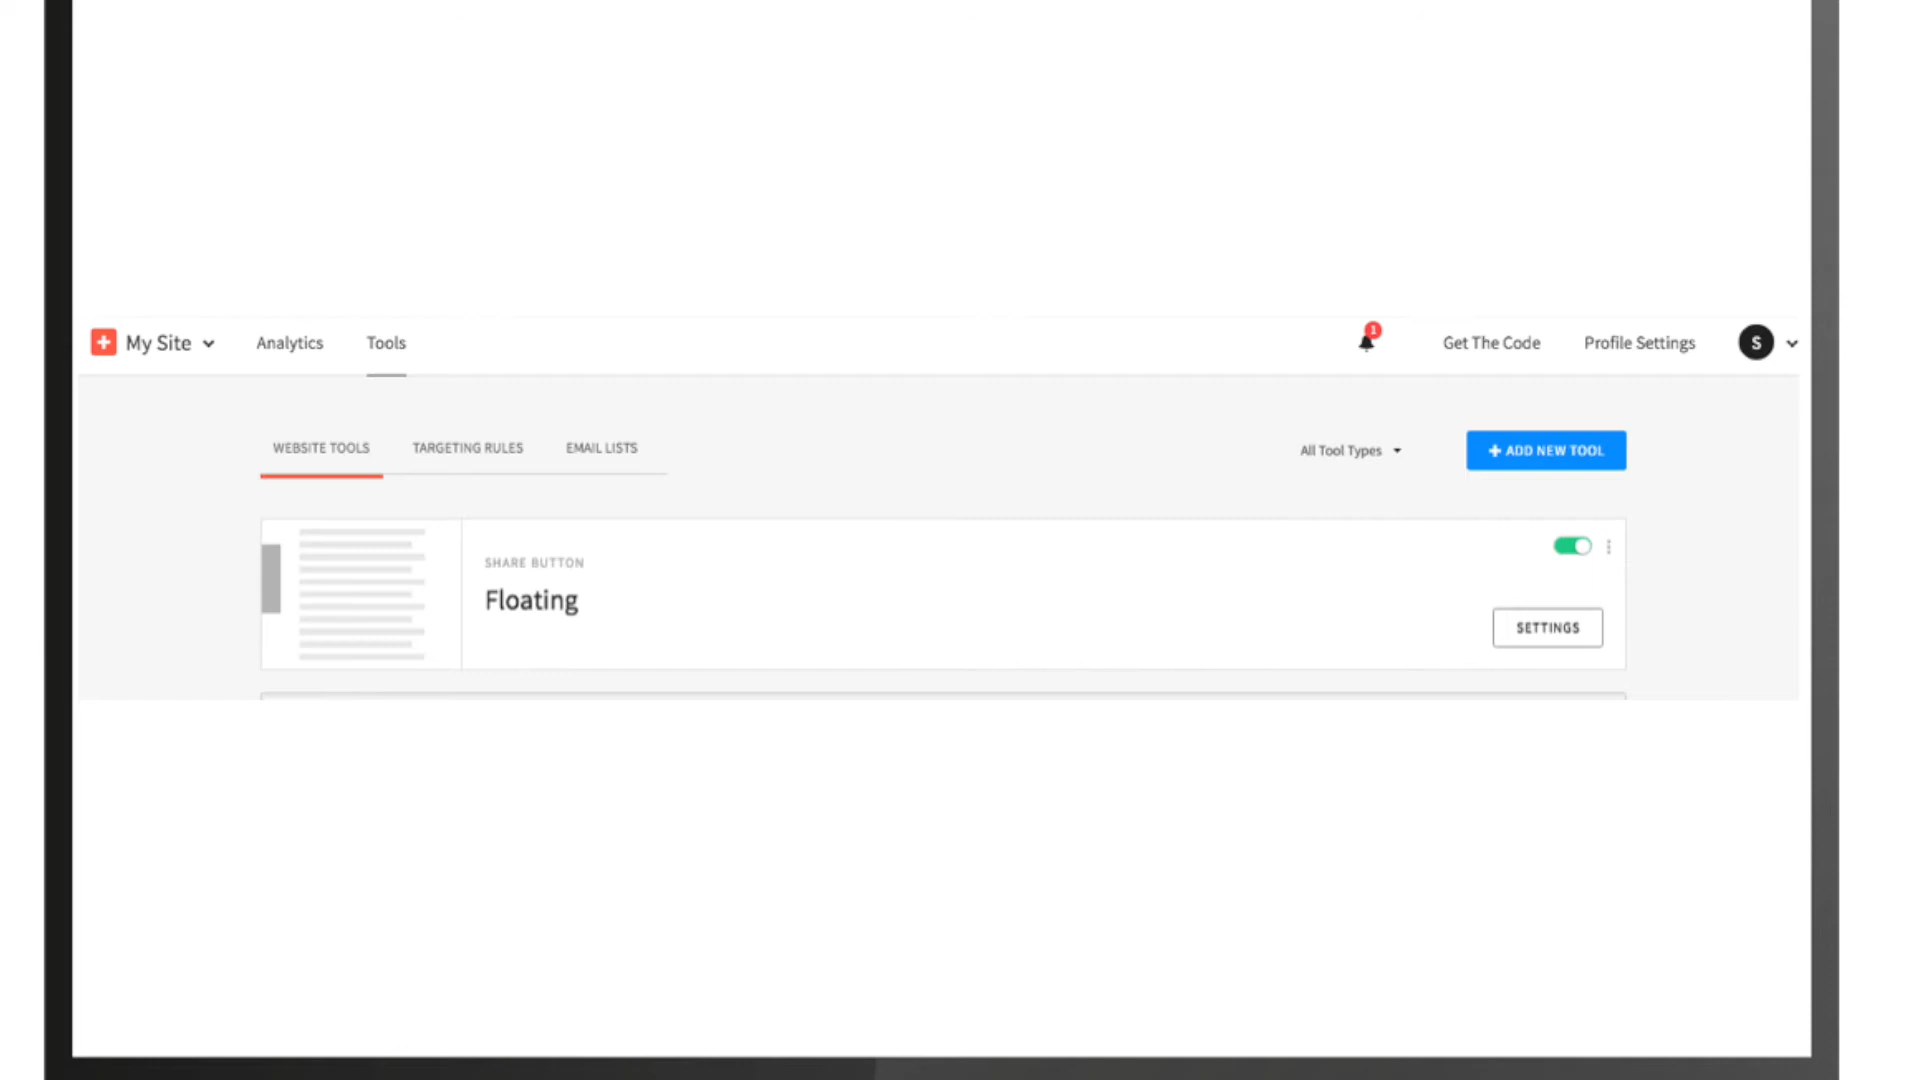 My Site
Analytics
Tools
1
Get The Code
Profile Settings
S
WEBSITE TOOLS
TARGETING RULES
EMAIL LISTS
All Tool Types
ADD NEW TOOL
SHARE BUTTON
Floating
SETTINGS